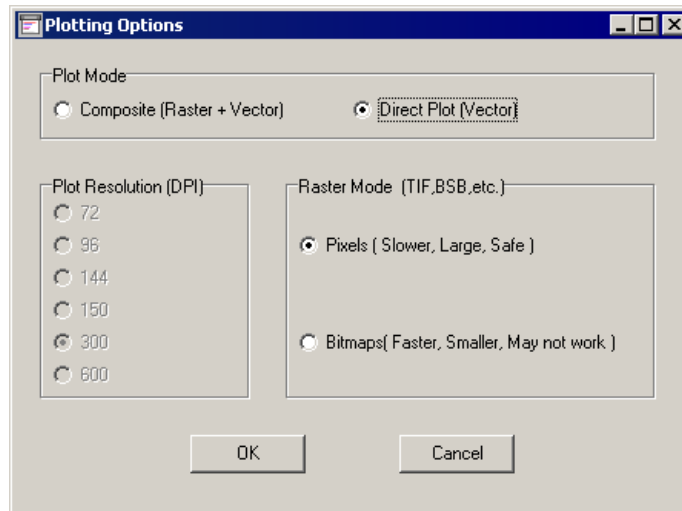 Plotting Options
Plot Mode
Composite (Raster + Vector)
Direct Plot (Vector)
Plot Resolution (DPI)
72
96
144
150
300
600
Raster Mode (TIF,BSB,etc.)
Pixels ( Slower, Large, Safe )
Bitmaps( Faster, Smaller, May not work )
OK
Cancel